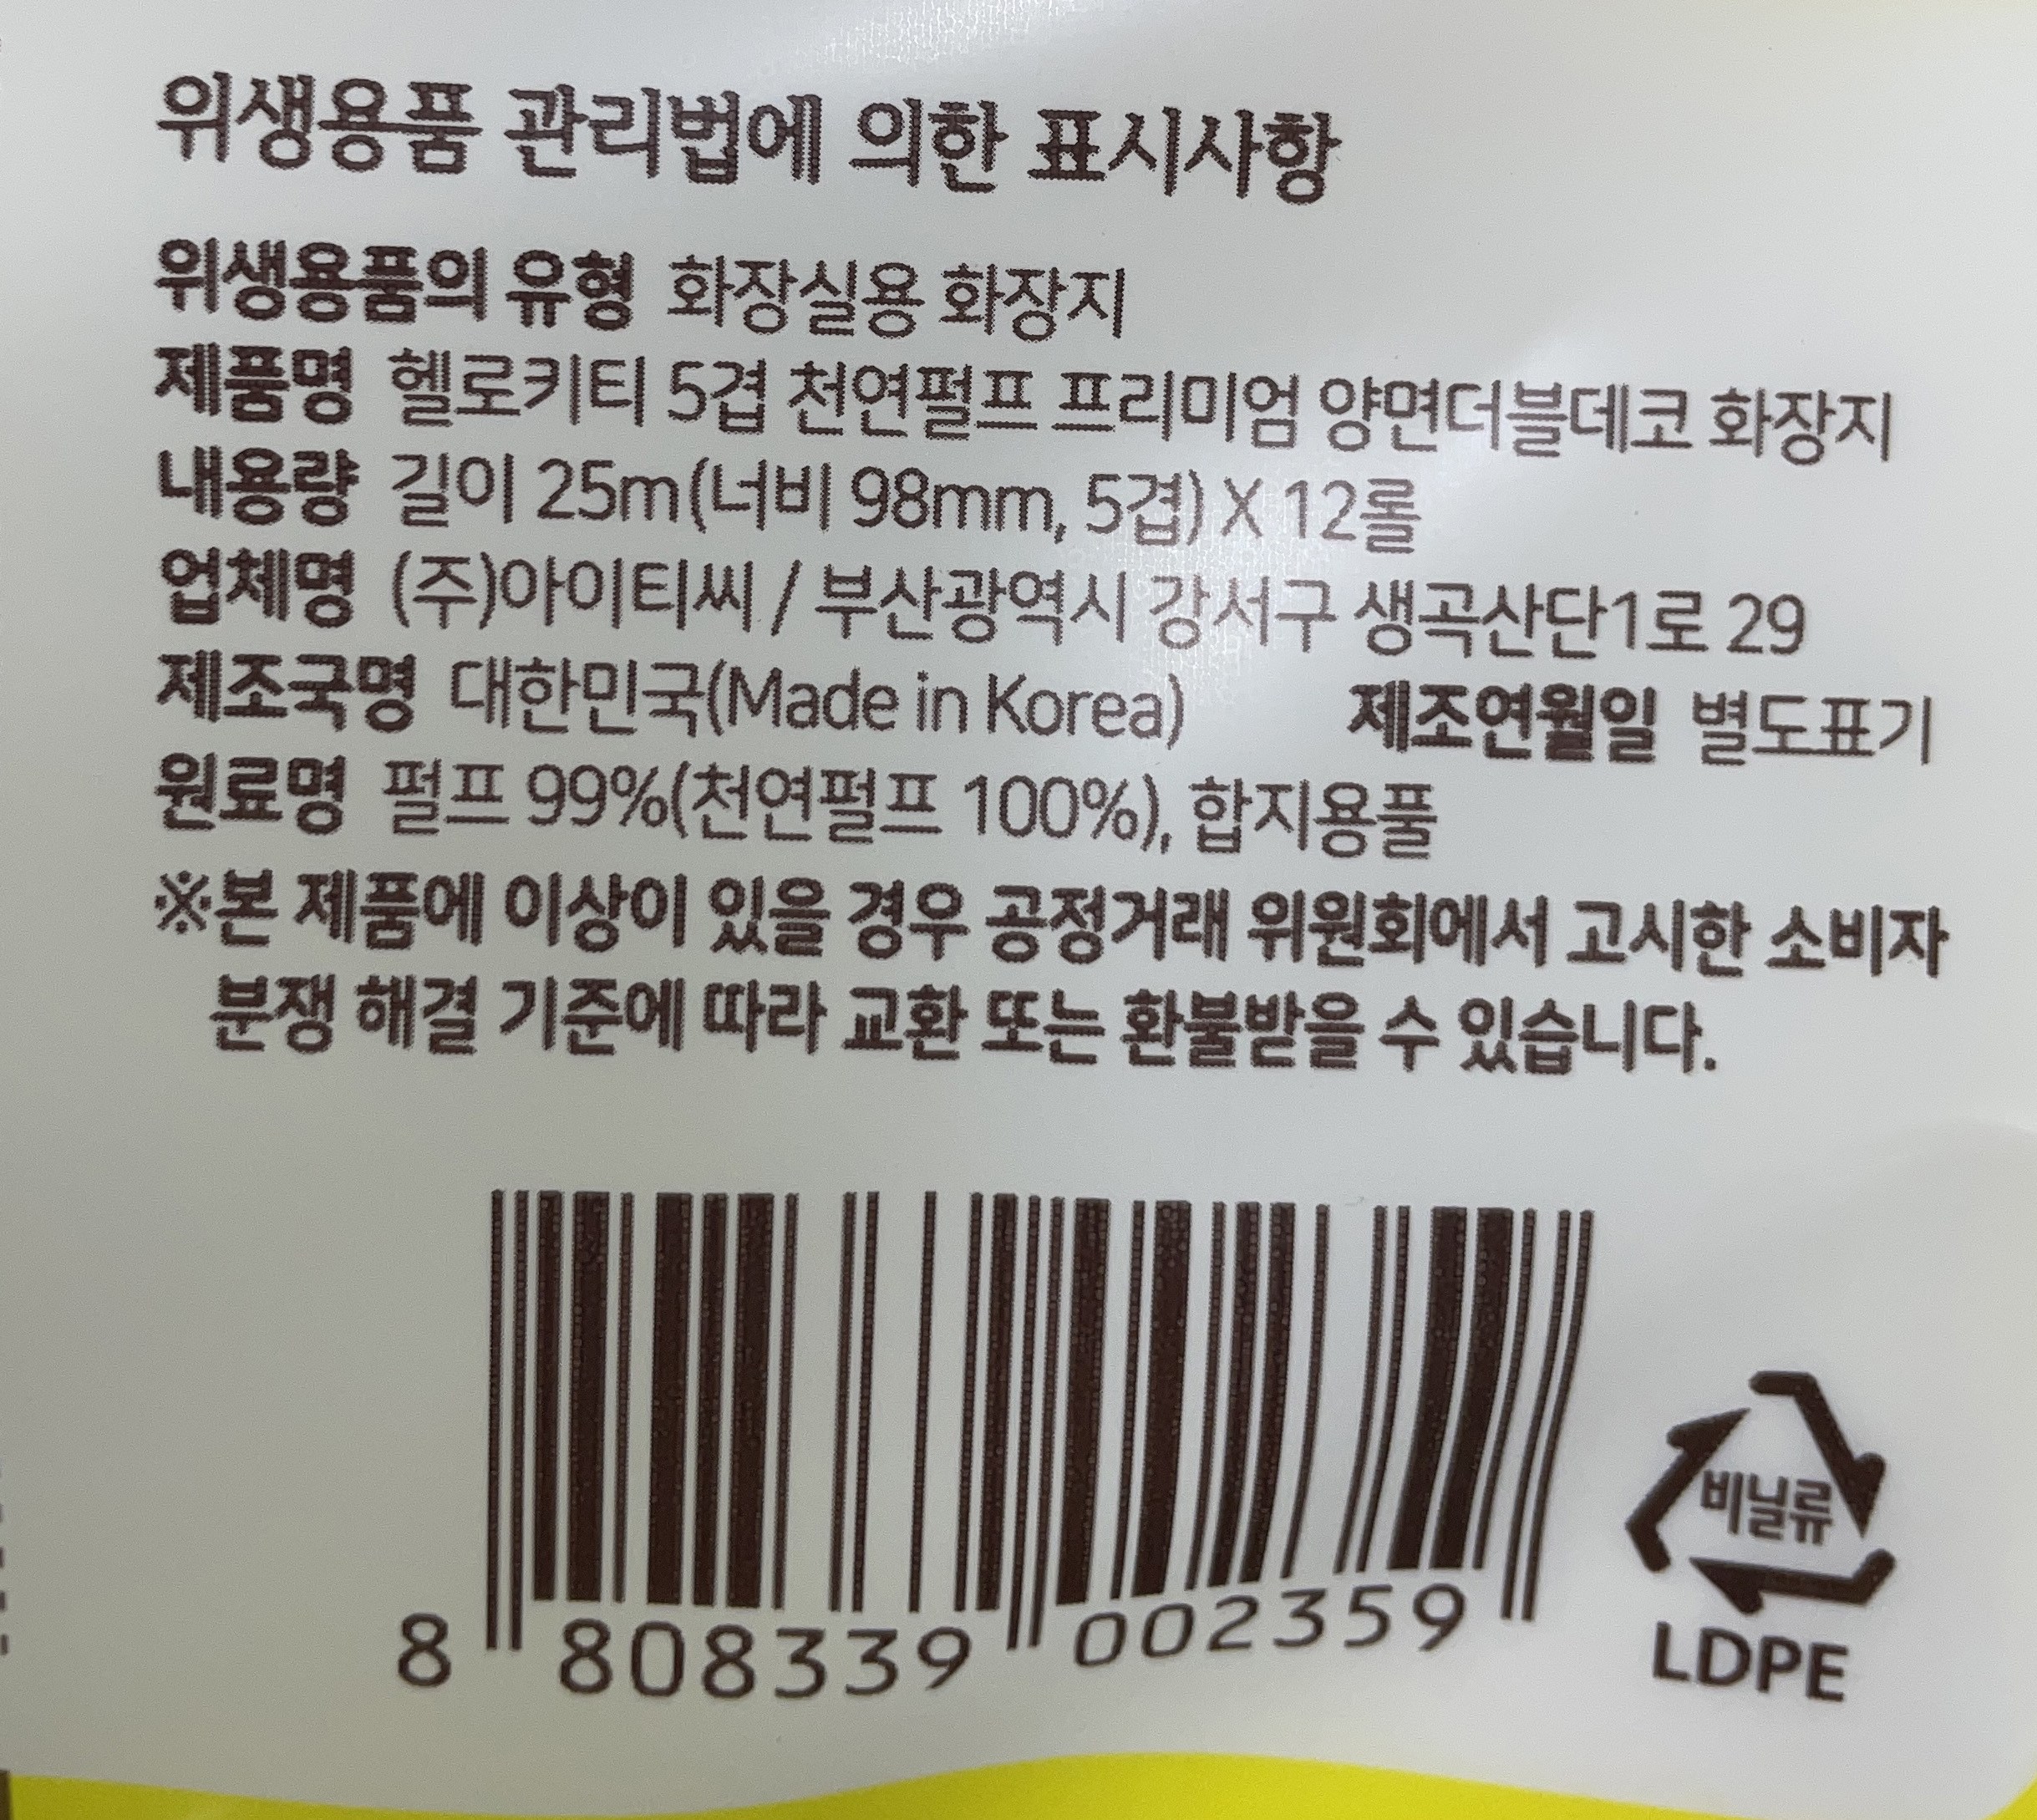 위생용품 관리법에 의한 표시사항
위생용품의 유형 화장실용 화장지
제품명 헬로키티 5겹 천연펄프 프리미엄 양면더블데코 화장지
내용량 길이 25m(너비 98mm, 5겹) X 12롤
업체명 (주)아이티씨 / 부산광역시 강서구 생곡산단1로 29
제조국명 대한민국(Made in Korea) 제조연월일 별도표기
원료명 펄프 99%(천연펄프 100%), 합지용풀
※본 제품에 이상이 있을 경우 공정거래 위원회에서 고시한 소비자
분쟁 해결 기준에 따라 교환 또는 환불받을 수 있습니다.
8 808339 002359
비닐류
LDPE